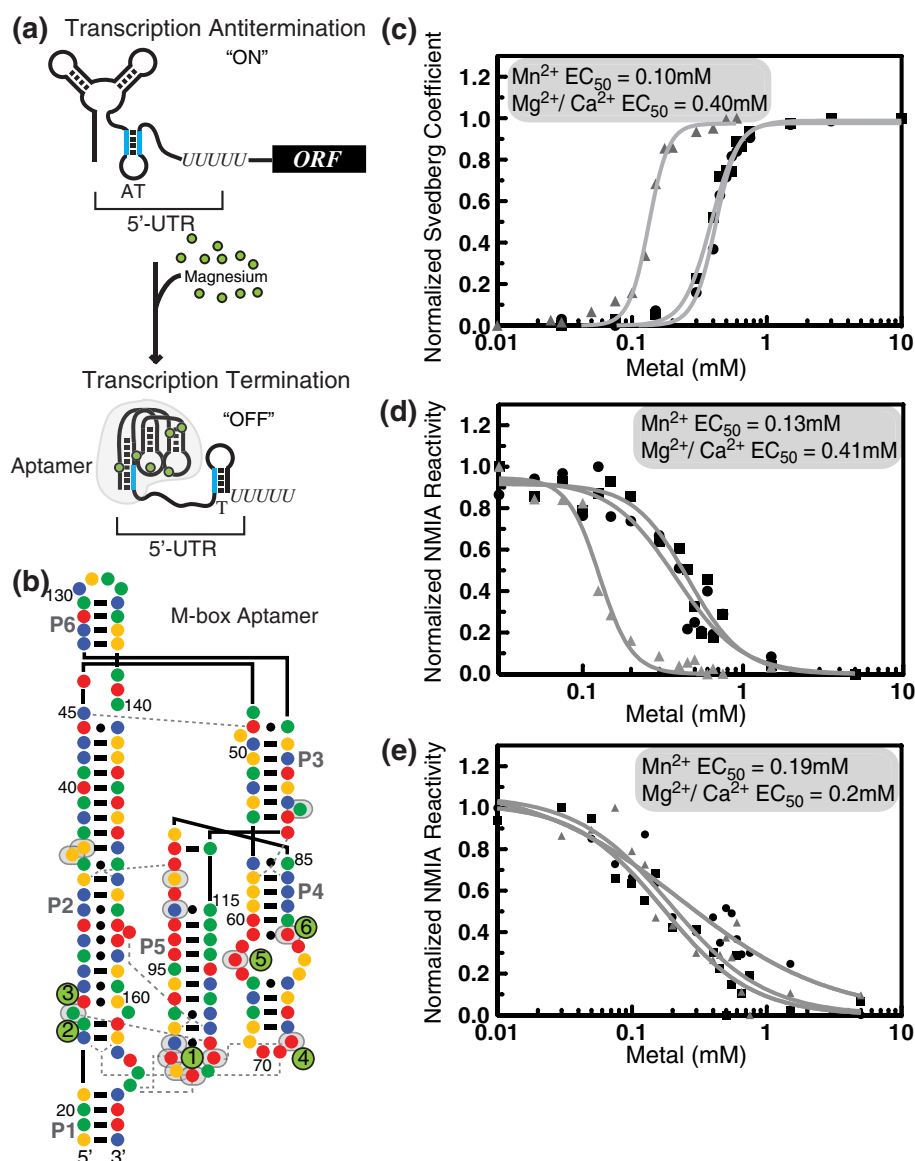 (a)
Transcription Antitermination
“ON”
UUUUU
ORF
AT
5’-UTR
Magnesium
Transcription Termination
“OFF”
Aptamer
UUUUU
T
5’-UTR
(b)
M-box Aptamer
130
P6
140
45
50
P3
40
85
P4
P2
115
60
6
P5
5
95
3
160
2
1
4
70
20
P1
5’ 3’
(c)
Normalized Svedberg Coefficient
1.2
1.0
0.8
0.6
0.4
0.2
0.0
Mn2+ EC50 = 0.10mM
Mg2+/ Ca2+ EC50 = 0.40mM
0.01 0.1 1 10
Metal (mM)
(d)
Normalized NMIA Reactivity
1.2
1.0
0.8
0.6
0.4
0.2
0.0
Mn2+ EC50 = 0.13mM
Mg2+/ Ca2+ EC50 = 0.41mM
0.1 1 10
Metal (mM)
(e)
Normalized NMIA Reactivity
1.2
1.0
0.8
0.6
0.4
0.2
0.0
Mn2+ EC50 = 0.19mM
Mg2+/ Ca2+ EC50 = 0.2mM
0.01 0.1 1 10
Metal (mM)